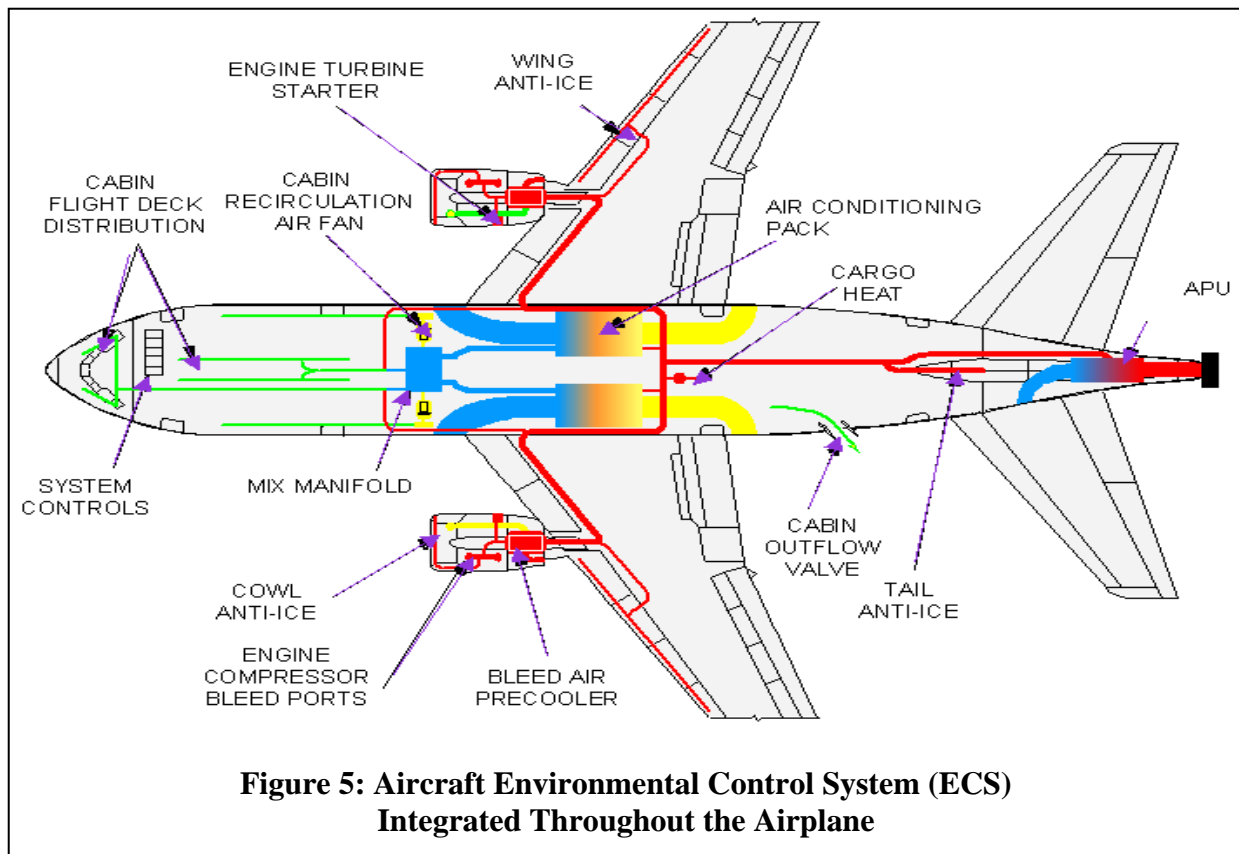 ENGINE TURBINE
STARTER
WING
ANTI-ICE
CABIN
FLIGHT DECK
DISTRIBUTION
CABIN
RECIRCULATION
AIR FAN
AIR CONDITIONING
PACK
CARGO
HEAT
APU
SYSTEM
CONTROLS
MIX MANIFOLD
COWL
ANTI-ICE
ENGINE
COMPRESSOR
BLEED PORTS
BLEED AIR
PRECOOLER
CABIN
OUTFLOW
VALVE
TAIL
ANTI-ICE
Figure 5: Aircraft Environmental Control System (ECS)
Integrated Throughout the Airplane